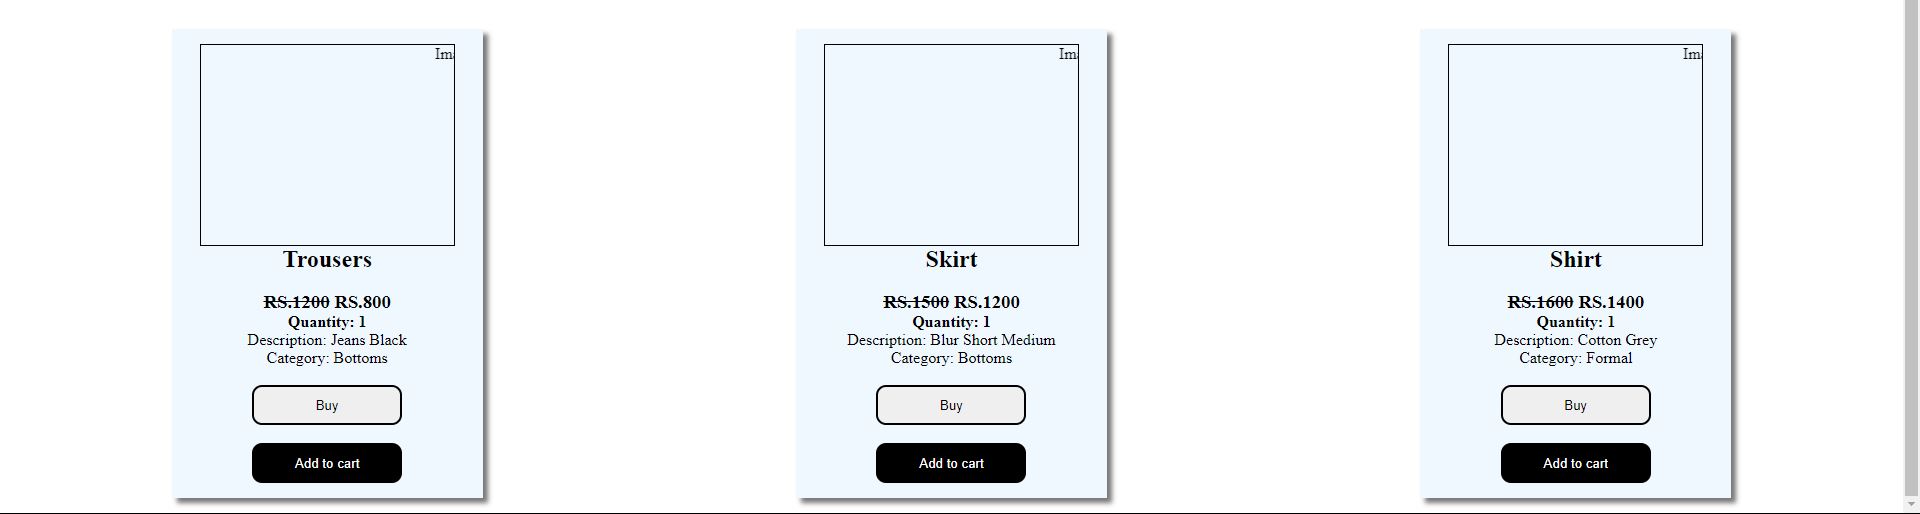 Im
Trousers
RS.1200 RS.800
Quantity: 1
Description: Jeans Black
Category: Bottoms
Buy
Add to cart
Im
Skirt
RS.1500 RS.1200
Quantity: 1
Description: Blur Short Medium
Category: Bottoms
Buy
Add to cart
Im
Shirt
RS.1600 RS.1400
Quantity: 1
Description: Cotton Grey
Category: Formal
Buy
Add to cart